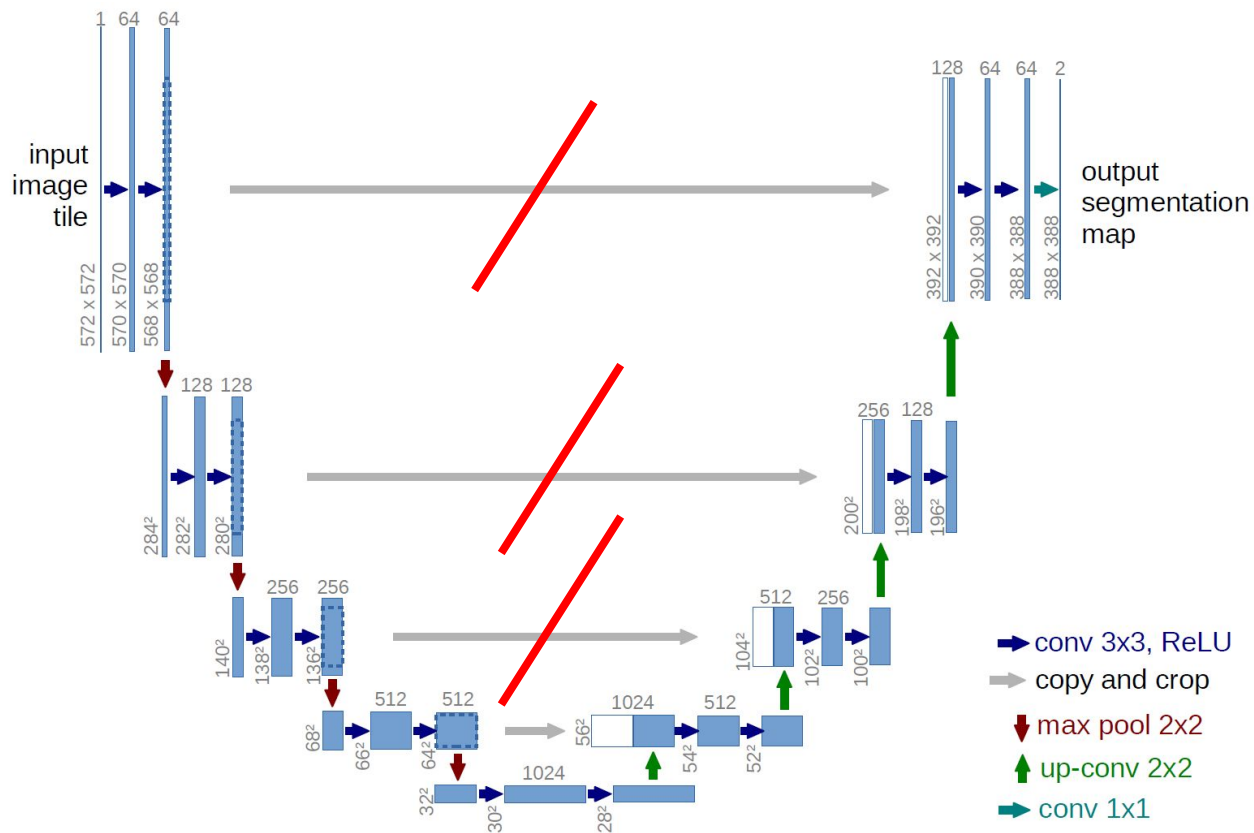 1 64 64
input
image
tile
572 x 572
570 x 570
568 x 568
128 64 64 2
output
segmentation
map
392 x 392
390 x 390
388 x 388
388 x 388
128 128
284²
282²
280²
256 128
200²
198²
196²
256 256
140²
138²
136²
512 256
104²
102²
100²
512 512
68²
66²
64²
1024 512
56²
54²
52²
1024
32²
30²
28²
conv 3x3, ReLU
copy and crop
max pool 2x2
up-conv 2x2
conv 1x1